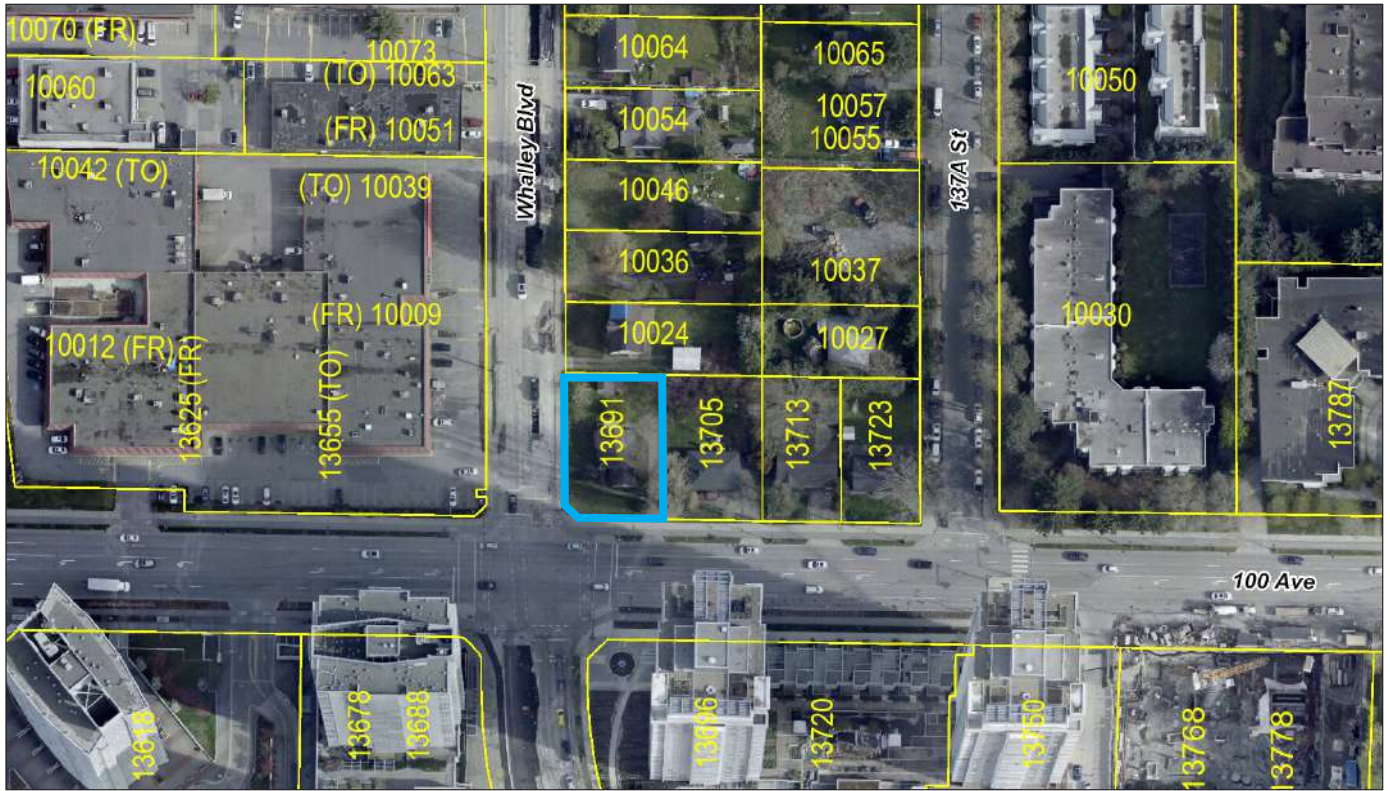 10070 (FR)
10073
10060
(TO) 10063
(FR) 10051
10042 (TO)
(TO) 10039
(FR) 10009
10012 (FR)
13625 (FR)
13655 (TO)
Whalley Blvd
10064
10054
10046
10036
10024
10065
10057
10055
10037
10027
137A St
10050
10030
13691
13705
13713
13723
13787
100 Ave
13618
13678
13688
13696
13720
13750
13768
13778